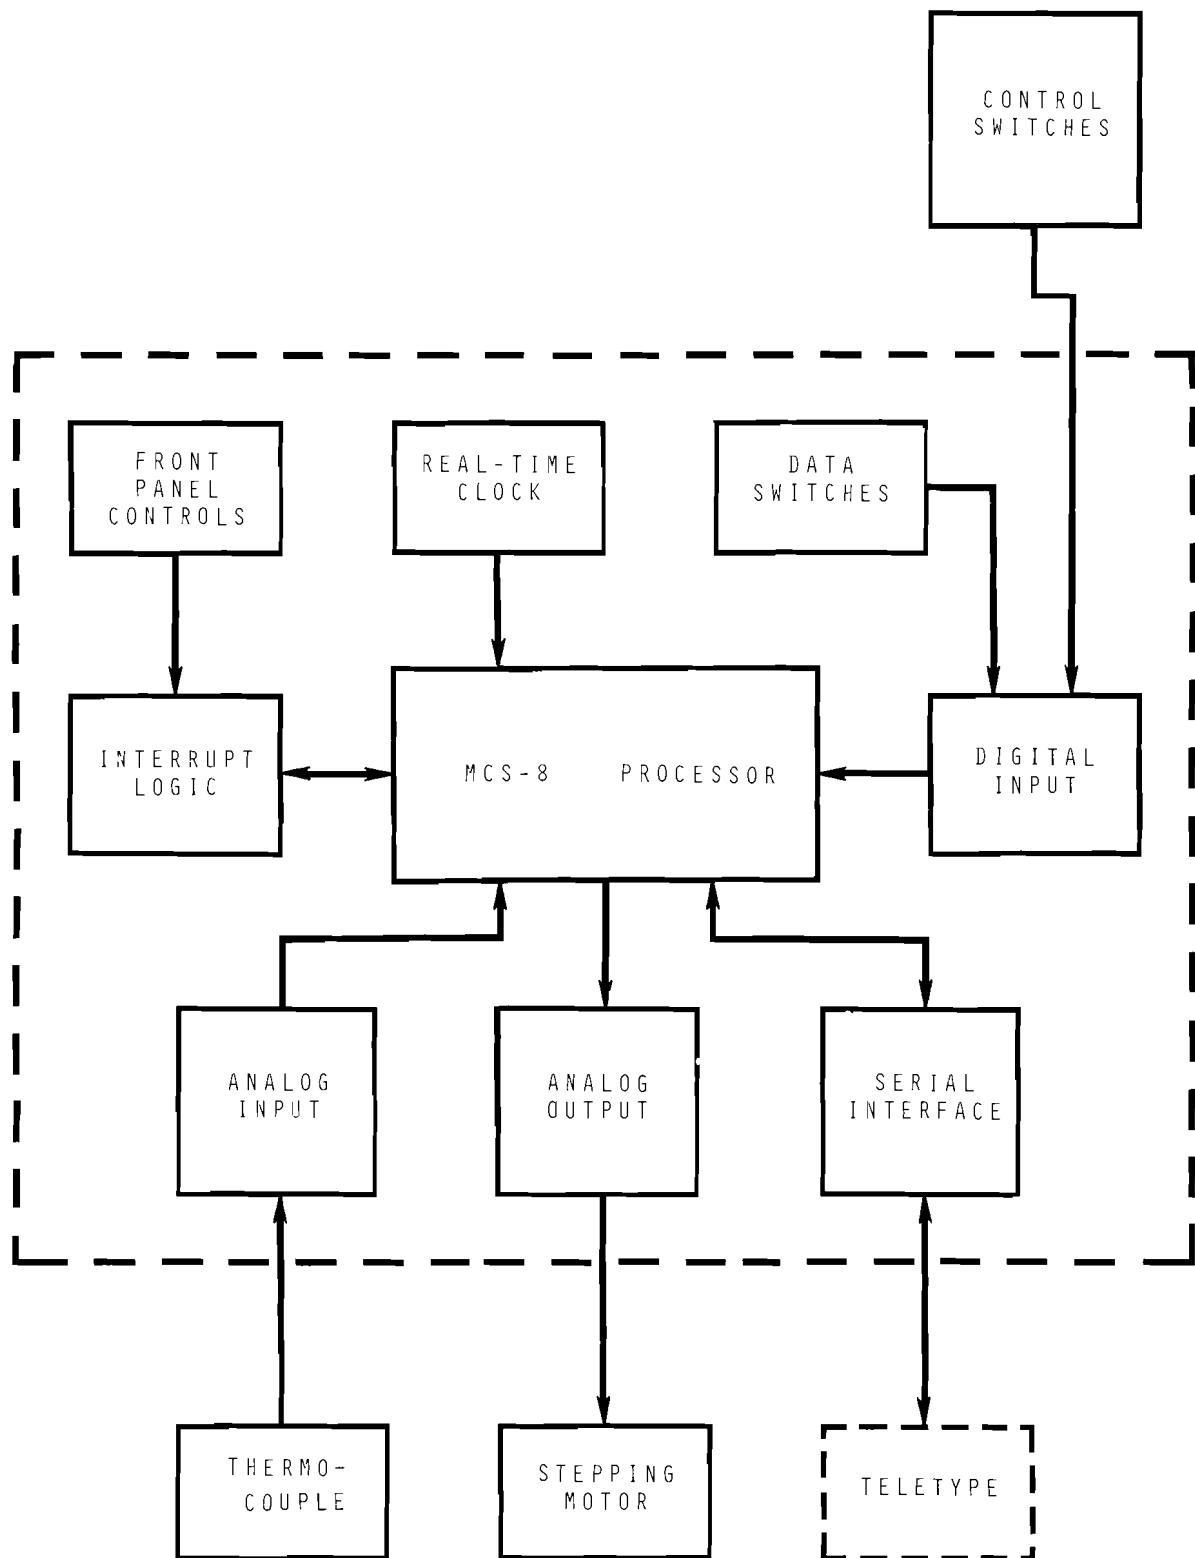 CONTROL
SWITCHES
FRONT
PANEL
CONTROLS
REAL-TIME
CLOCK
DATA
SWITCHES
INTERRUPT
LOGIC
MCS-8 PROCESSOR
DIGITAL
INPUT
ANALOG
INPUT
ANALOG
OUTPUT
SERIAL
INTERFACE
THERMO-
COUPLE
STEPPING
MOTOR
TELETYPE